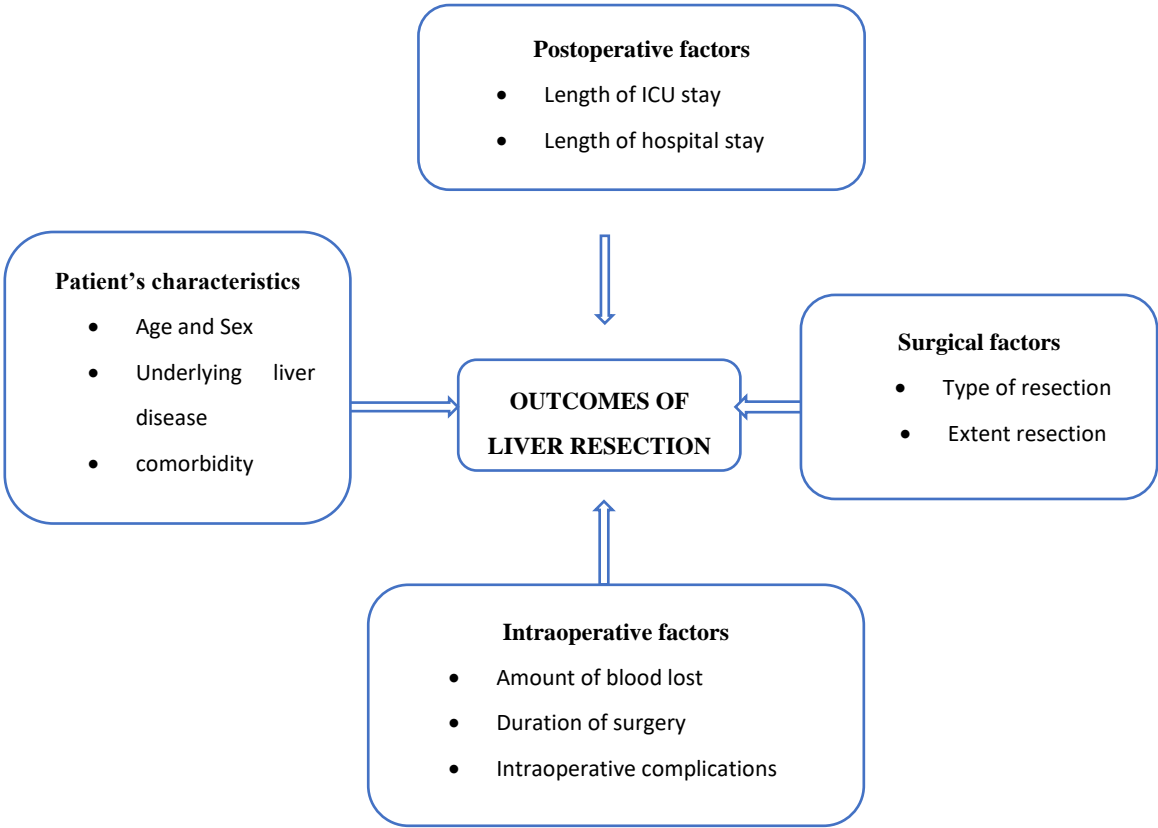 Postoperative factors
• Length of ICU stay
• Length of hospital stay
Patient’s characteristics
• Age and Sex
• Underlying liver
disease
• comorbidity
OUTCOMES OF
LIVER RESECTION
Surgical factors
• Type of resection
• Extent resection
Intraoperative factors
• Amount of blood lost
• Duration of surgery
• Intraoperative complications